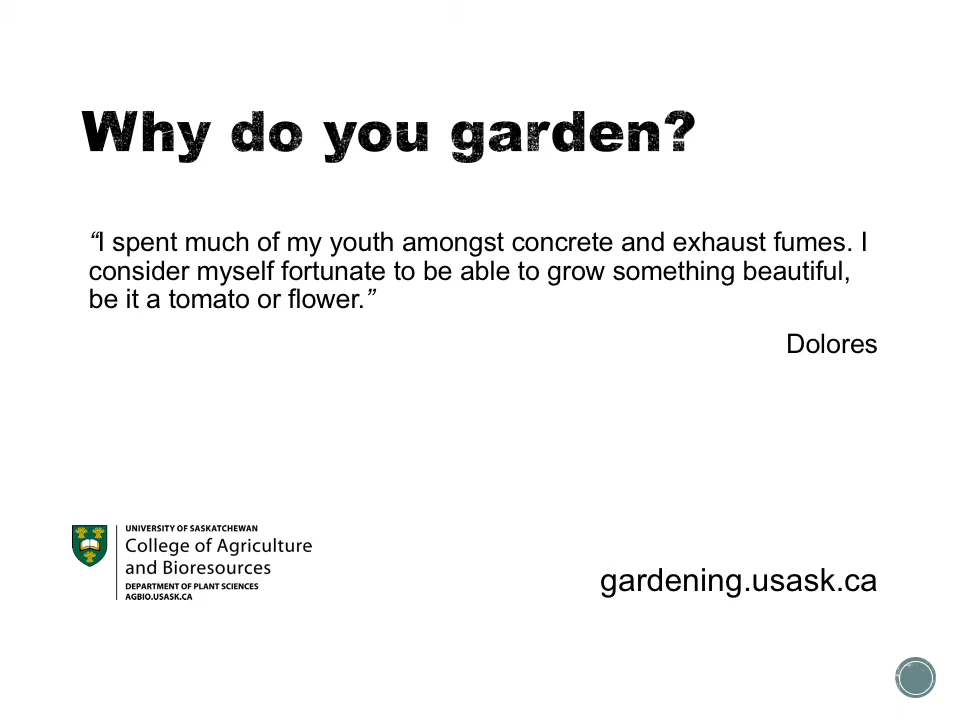 Why do you garden?
“I spent much of my youth amongst concrete and exhaust fumes. I
consider myself fortunate to be able to grow something beautiful,
be it a tomato or flower.”
Dolores
UNIVERSITY OF SASKATCHEWAN
College of Agriculture
and Bioresources
DEPARTMENT OF PLANT SCIENCES
AGBIO.USASK.CA
gardening.usask.ca